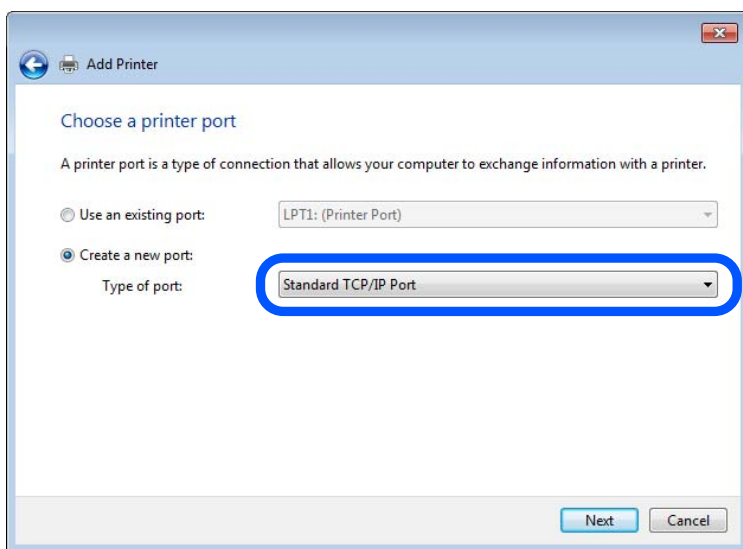 Add Printer
Choose a printer port
A printer port is a type of connection that allows your computer to exchange information with a printer.
Use an existing port: LPT1: (Printer Port)
Create a new port:
Type of port: Standard TCP/IP Port
Next Cancel